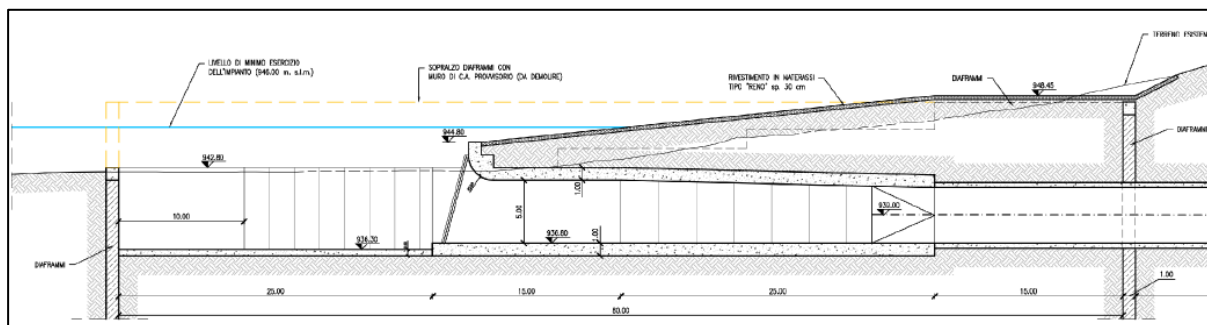 LIVELLO DI MINIMO ESERCIZIO
DELL'IMPIANTO (946.00 m. s.l.m.)
SOPRALZO DIAFRAMMI CON
MURO DI C.A. PROVVISORIO (DA DEMOLIRE)
RIVESTIMENTO IN MATERASSI
TIPO "RENO" sp. 30 cm
DIAFRAMMI
TERRENO ESISTEN
948.45
944.80
942.80
DIAFRAMMI
1.00
5.00
10.00
939.00
936.30
936.80
1.00
DIAFRAMMI
25.00
15.00
25.00
15.00
1.00
80.00